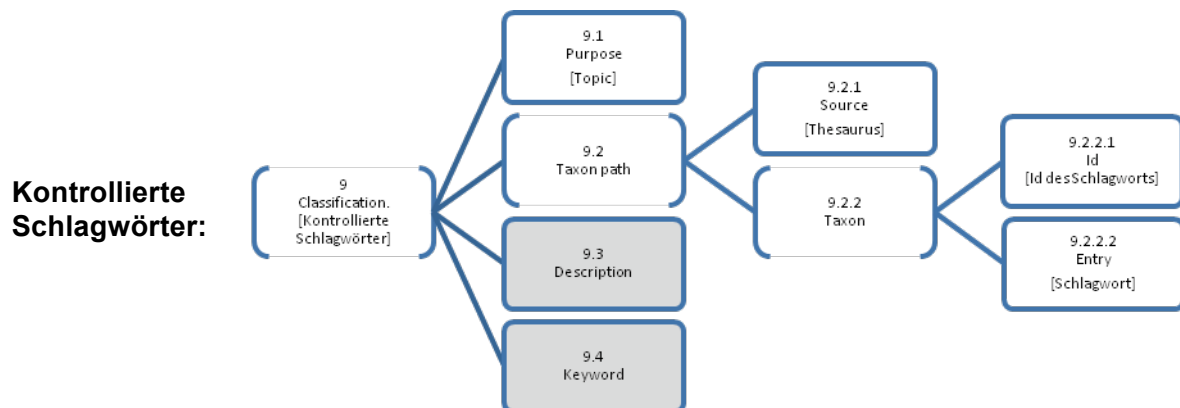 Kontrollierte
Schlagwörter:
9
Classification.
[Kontrollierte
Schlagwörter]
9.1
Purpose
[Topic]
9.2
Taxon path
9.3
Description
9.4
Keyword
9.2.1
Source
[Thesaurus]
9.2.2
Taxon
9.2.2.1
Id
[Id desSchlagworts]
9.2.2.2
Entry
[Schlagwort]